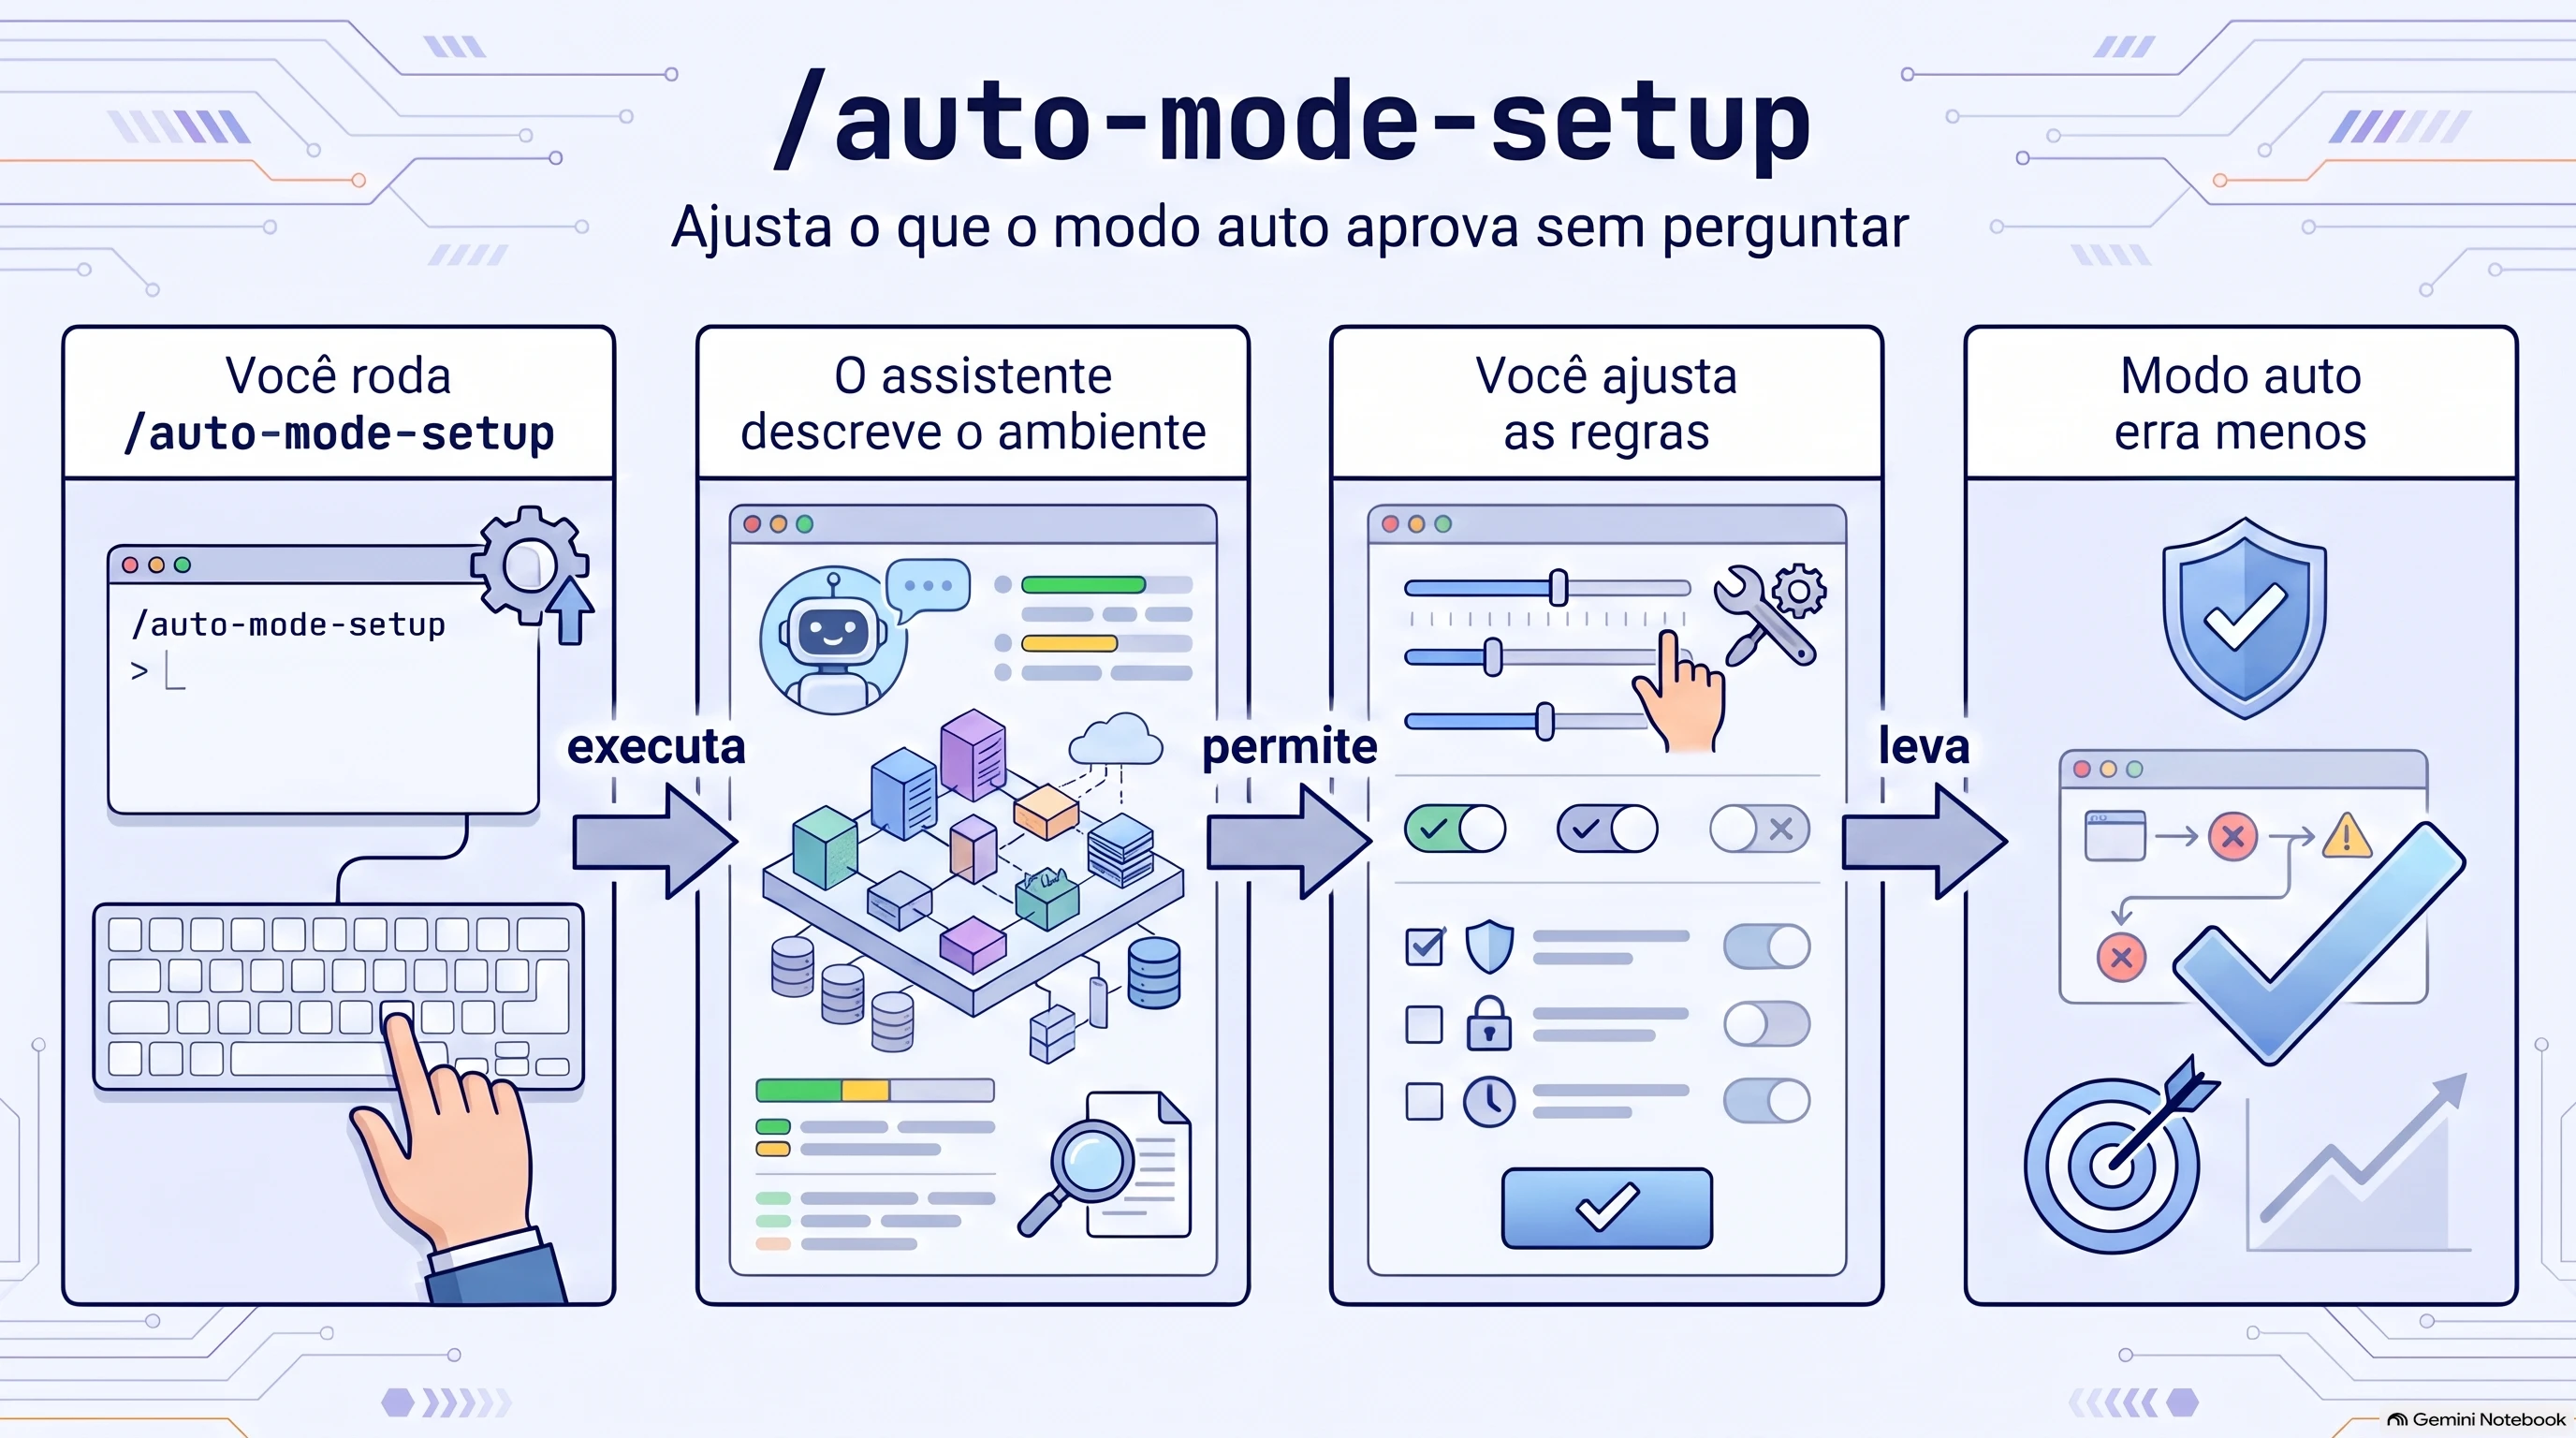 /auto-mode-setup
Ajusta o que o modo auto aprova sem perguntar
Você roda
/auto-mode-setup
O assistente
descreve o ambiente
Você ajusta
as regras
Modo auto
erra menos
/auto-mode-setup
>
executa
permite
leva
Gemini Notebook